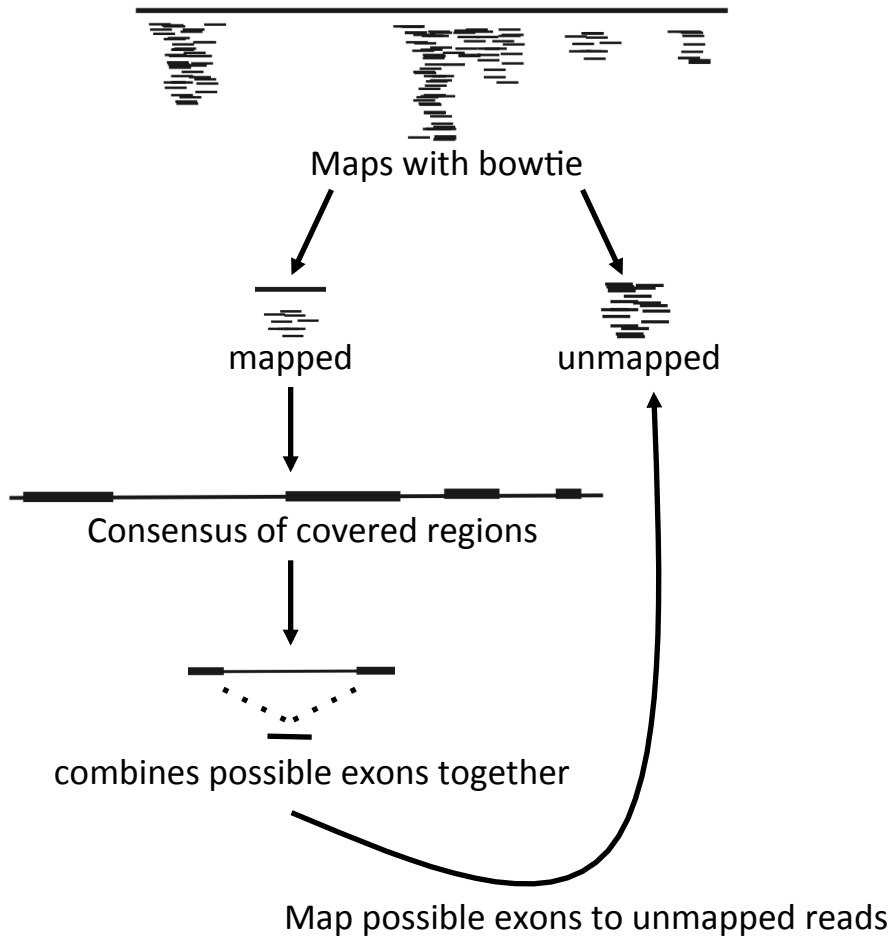 Maps with bowtie
mapped
unmapped
Consensus of covered regions
combines possible exons together
Map possible exons to unmapped reads